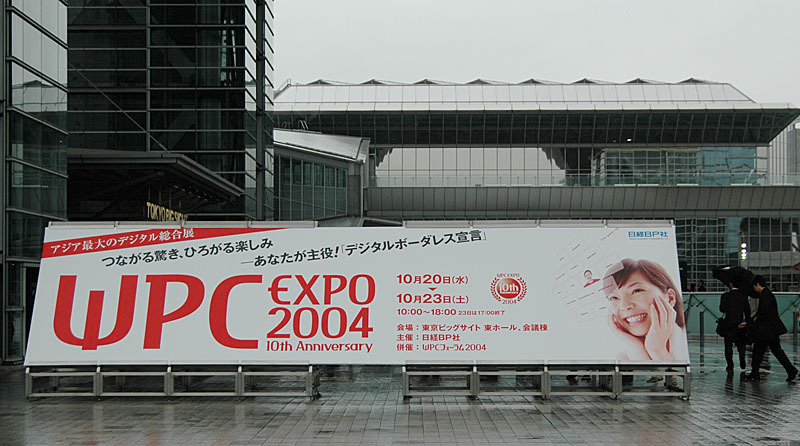 TOKYO BIG SIGHT
アジア最大のデジタル総合展
つながる驚き、ひろがる楽しみ
―あなたが主役!「デジタルボーダレス宣言」
日経BP社
WPC EXPO 2004
10th Anniversary
10月20日(水)
10月23日(土)
10:00〜18:00 23日は17:00終了
WPC EXPO
10th
2004
会場:東京ビッグサイト 東ホール、会議棟
主催:日経BP社
併催:WPCフォーラム2004